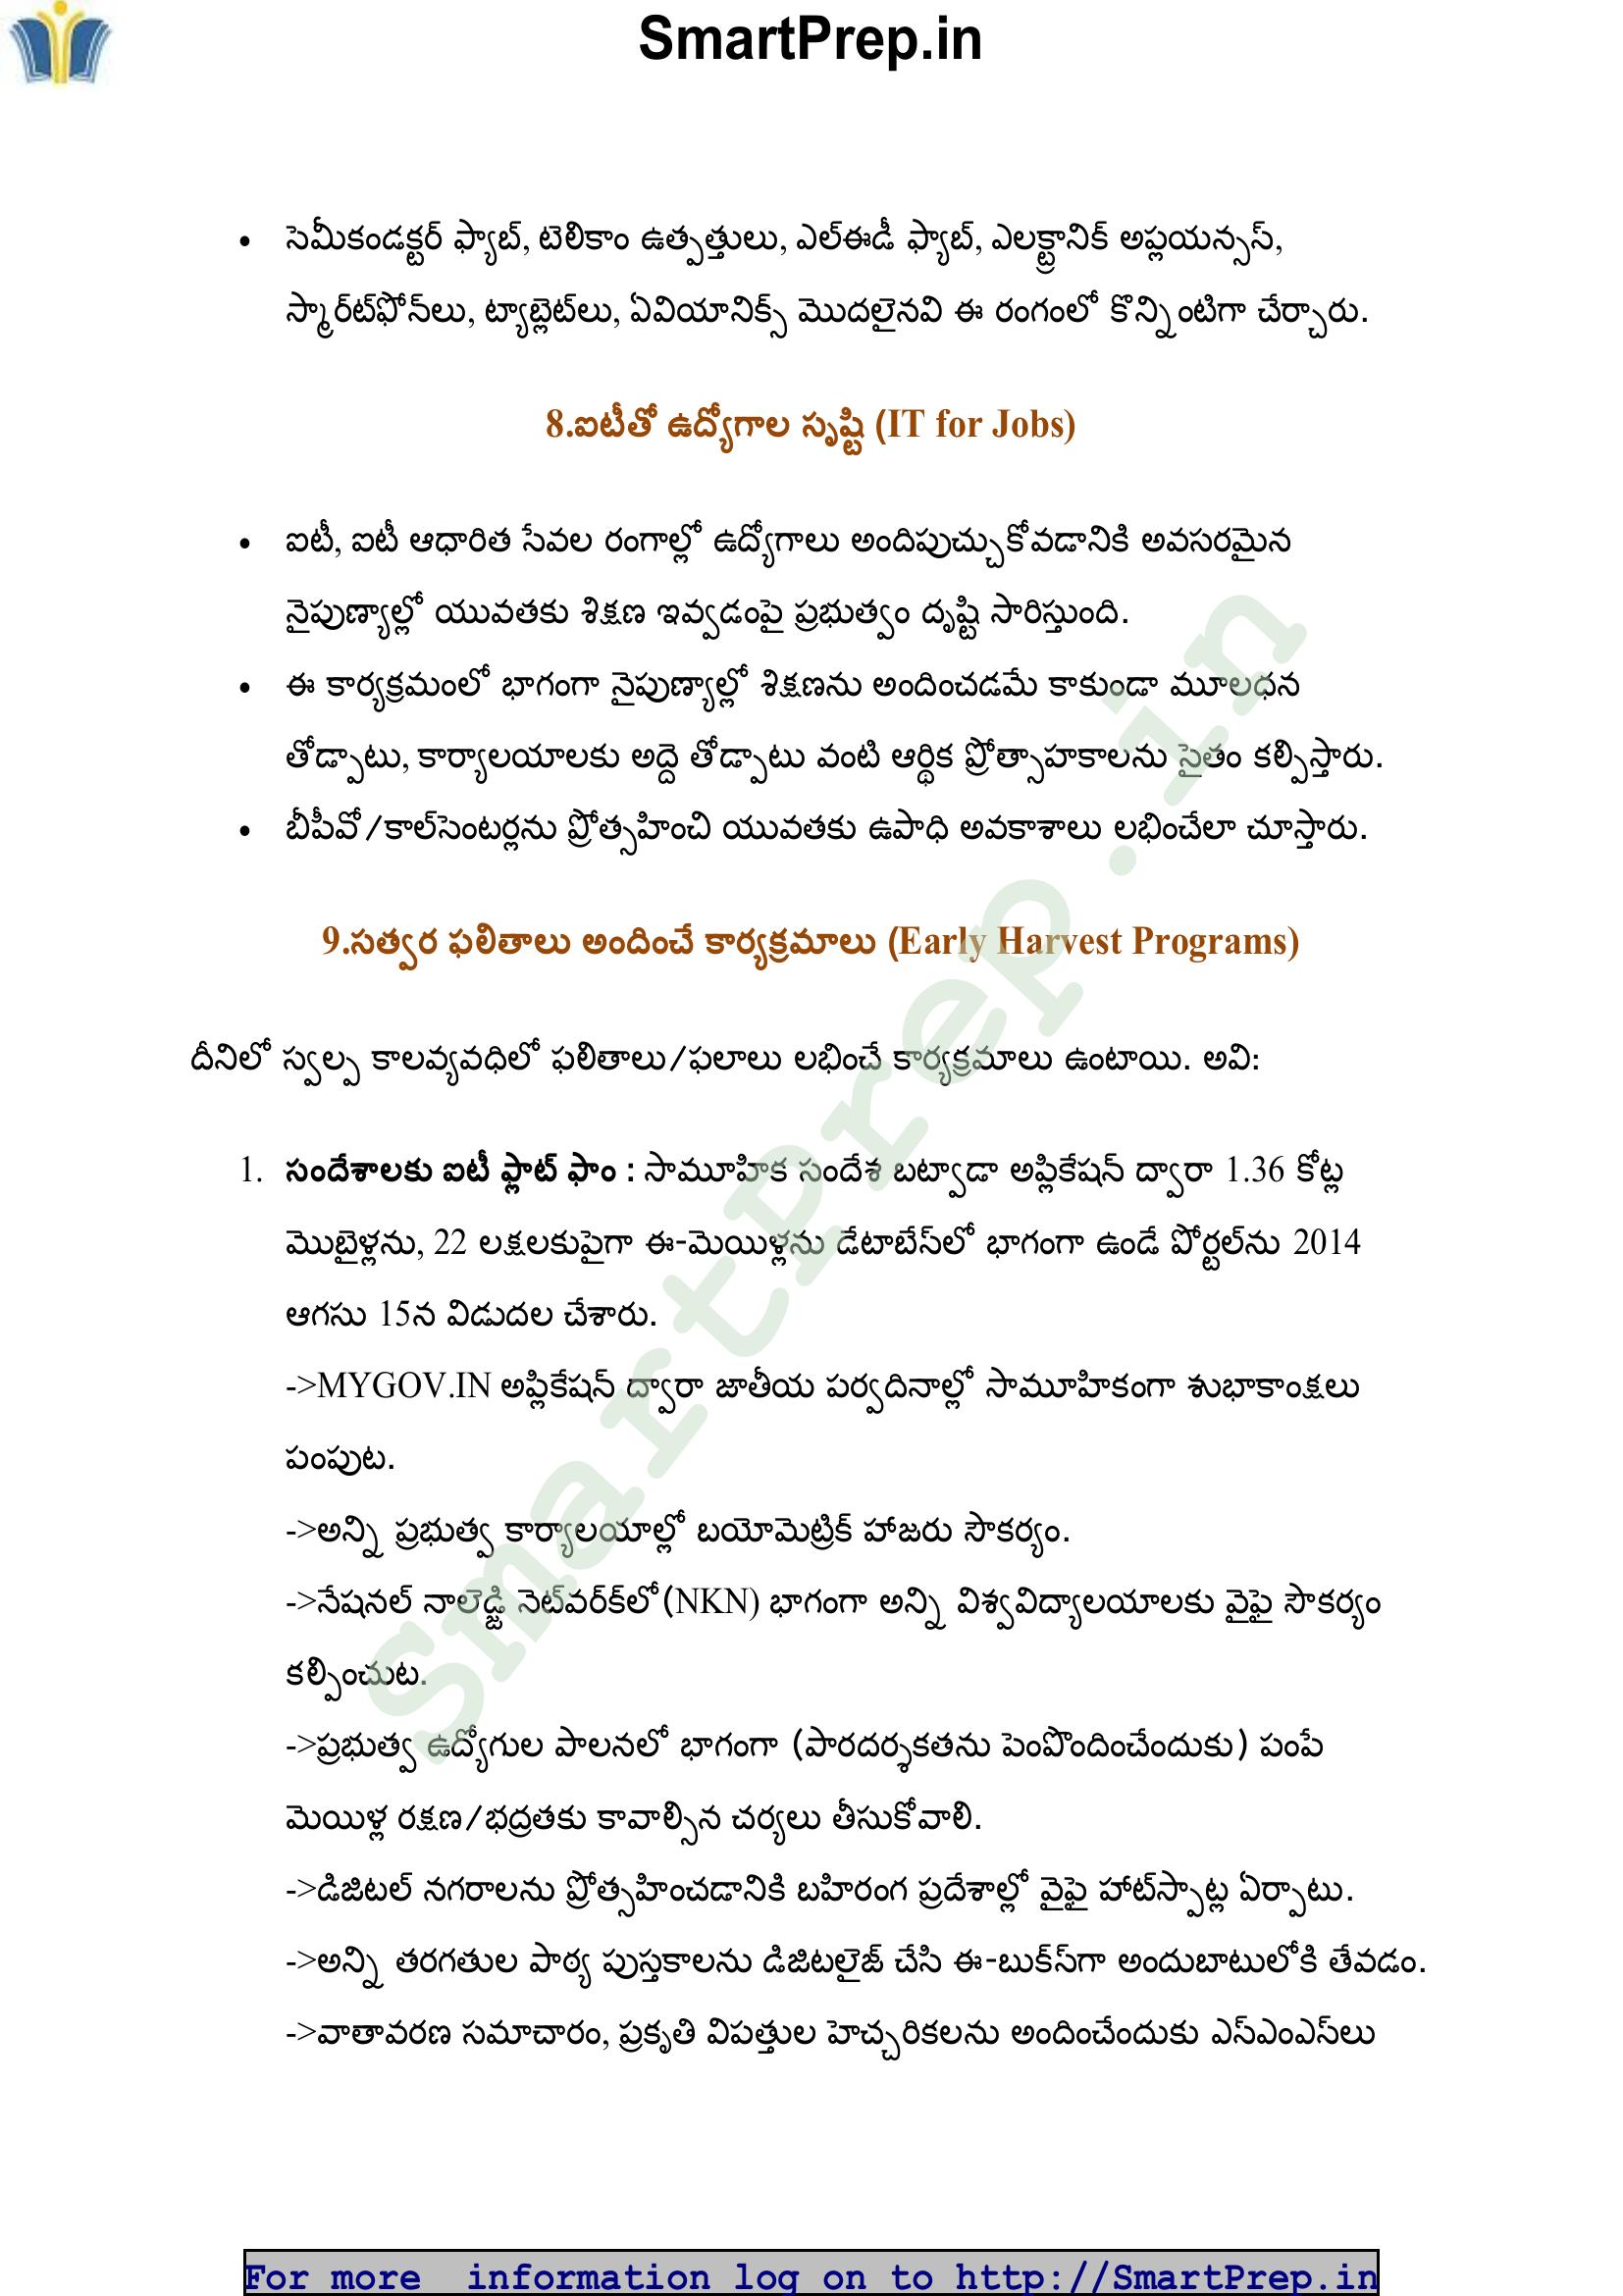 SmartPrep.in
• సెమీకండక్టర్ ఫ్యాబ్, టెలికాం ఉత్పత్తులు, ఎల్ఈడీ ఫ్యాబ్, ఎలక్ట్రానిక్ అప్లయన్సస్,
స్మార్ట్‌ఫోన్‌లు, ట్యాబ్లెట్‌లు, ఏవియానిక్స్ మొదలైనవి ఈ రంగంలో కొన్నింటిగా చేర్చారు.
8.ఐటీతో ఉద్యోగాల సృష్టి (IT for Jobs)
• ఐటీ, ఐటీ ఆధారిత సేవల రంగాల్లో ఉద్యోగాలు అందిపుచ్చుకోవడానికి అవసరమైన
నైపుణ్యాల్లో యువతకు శిక్షణ ఇవ్వడంపై ప్రభుత్వం దృష్టి సారిస్తుంది.
• ఈ కార్యక్రమంలో భాగంగా నైపుణ్యాల్లో శిక్షణను అందించడమే కాకుండా మూలధన
తోడ్పాటు, కార్యాలయాలకు అద్దె తోడ్పాటు వంటి ఆర్థిక ప్రోత్సాహకాలను సైతం కల్పిస్తారు.
• బీపీవో/కాల్‌సెంటర్లను ప్రోత్సహించి యువతకు ఉపాధి అవకాశాలు లభించేలా చూస్తారు.
9.సత్వర ఫలితాలు అందించే కార్యక్రమాలు (Early Harvest Programs)
దీనిలో స్వల్ప కాలవ్యవధిలో ఫలితాలు/ఫలాలు లభించే కార్యక్రమాలు ఉంటాయి. అవి:
1. సందేశాలకు ఐటీ ఫ్లాట్ ఫాం : సామూహిక సందేశ బట్వాడా అప్లికేషన్ ద్వారా 1.36 కోట్ల
మొబైళ్లను, 22 లక్షలకుపైగా ఈ-మెయిళ్లను డేటాబేస్‌లో భాగంగా ఉండే పోర్టల్‌ను 2014
ఆగసు 15న విడుదల చేశారు.
->MYGOV.IN అప్లికేషన్ ద్వారా జాతీయ పర్వదినాల్లో సామూహికంగా శుభాకాంక్షలు
పంపుట.
->అన్ని ప్రభుత్వ కార్యాలయాల్లో బయోమెట్రిక్ హాజరు సౌకర్యం.
->నేషనల్ నాలెడ్జి నెట్‌వర్క్‌లో(NKN) భాగంగా అన్ని విశ్వవిద్యాలయాలకు వైఫై సౌకర్యం
కల్పించుట.
->ప్రభుత్వ ఉద్యోగుల పాలనలో భాగంగా (పారదర్శకతను పెంపొందించేందుకు) పంపే
మెయిళ్ల రక్షణ/భద్రతకు కావాల్సిన చర్యలు తీసుకోవాలి.
->డిజిటల్ నగరాలను ప్రోత్సహించడానికి బహిరంగ ప్రదేశాల్లో వైఫై హాట్‌స్పాట్ల ఏర్పాటు.
->అన్ని తరగతుల పాఠ్య పుస్తకాలను డిజిటలైజ్ చేసి ఈ-బుక్స్‌గా అందుబాటులోకి తేవడం.
->వాతావరణ సమాచారం, ప్రకృతి విపత్తుల హెచ్చరికలను అందించేందుకు ఎస్ఎంఎస్‌లు
SmartPrep.in
For more information log on to http://SmartPrep.in